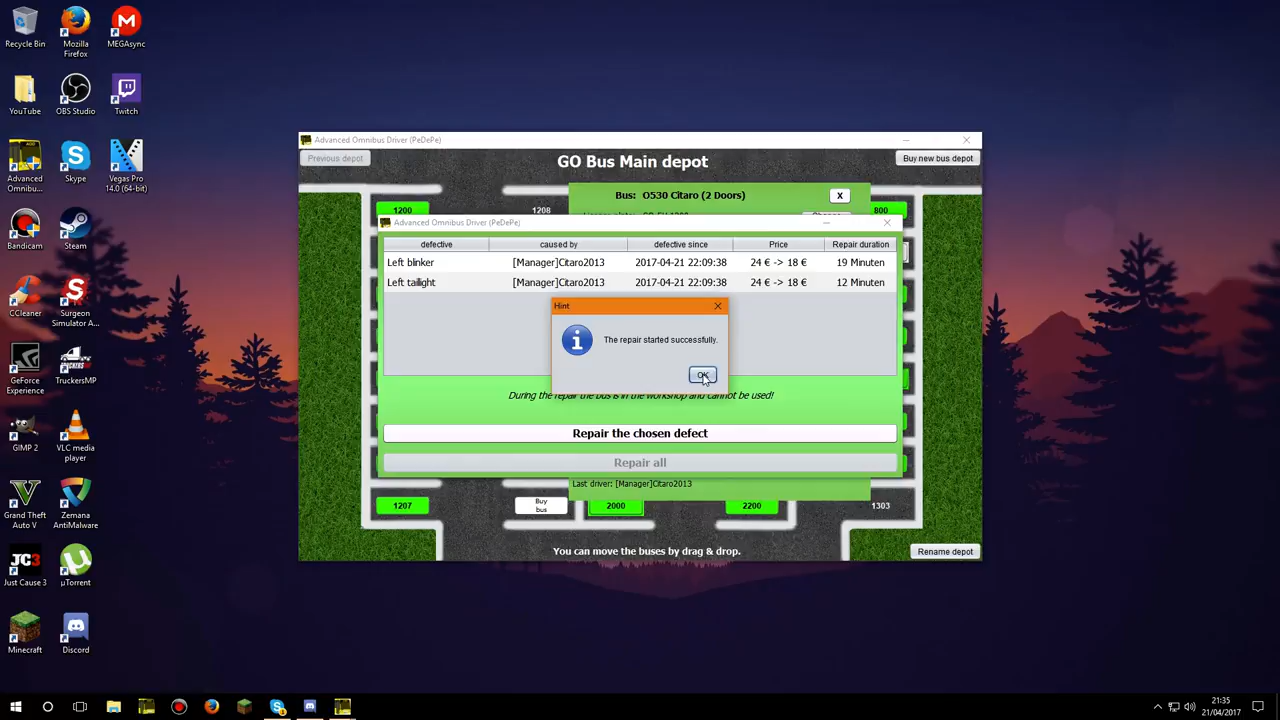 Recycle Bin
Mozilla
Firefox
MEGAsync
YouTube
OBS Studio
Twitch
Advanced
Omnibu...
Skype
Vegas Pro
14.0 (64-bit)
Bandicam
Steam
CCleaner
Surgeon
Simulator A...
GeForce
Experience
TruckersMP
GIMP 2
VLC media
player
Grand Theft
Auto V
Zemana
AntiMalware
Just Cause 3
µTorrent
Minecraft
Discord
Advanced Omnibus Driver (PeDePe)
Previous depot
GO Bus Main depot
Buy new bus depot
Bus: O530 Citaro (2 Doors)
X
1200
1208
800
Advanced Omnibus Driver (PeDePe)
defective caused by defective since Price Repair duration
Left blinker [Manager]Citaro2013 2017-04-21 22:09:38 24 € -> 18 € 19 Minuten
Left taillight [Manager]Citaro2013 2017-04-21 22:09:38 24 € -> 18 € 12 Minuten
Hint
The repair started successfully.
OK
During the repair the bus is in the workshop and cannot be used!
Repair the chosen defect
Repair all
Last driver: [Manager]Citaro2013
1207
Buy
bus
2000
2200
1303
You can move the buses by drag & drop.
Rename depot
21:35
21/04/2017